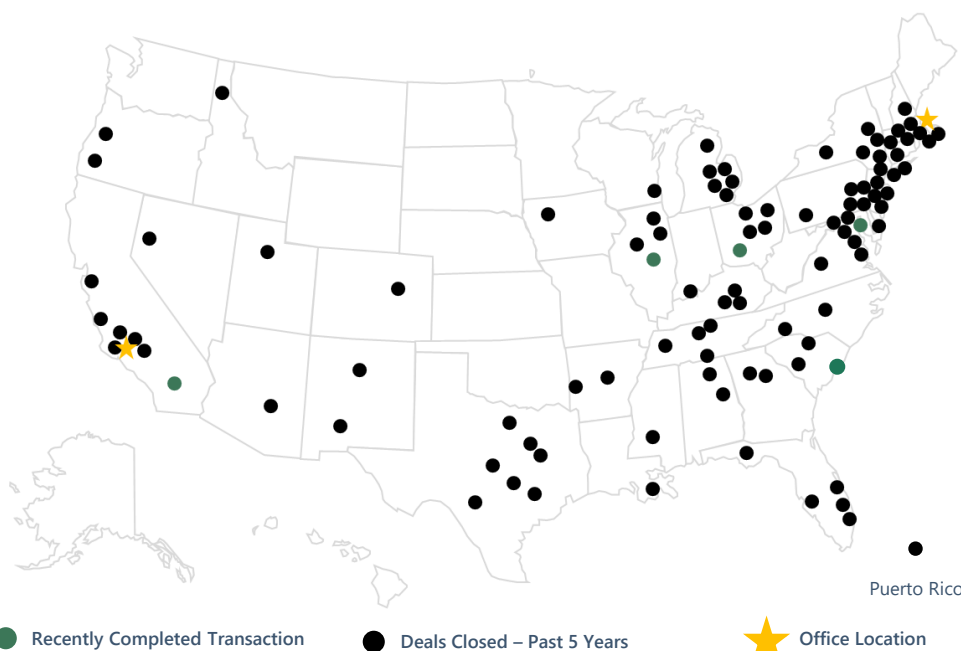 Puerto Rico
Recently Completed Transaction
Deals Closed – Past 5 Years
Office Location